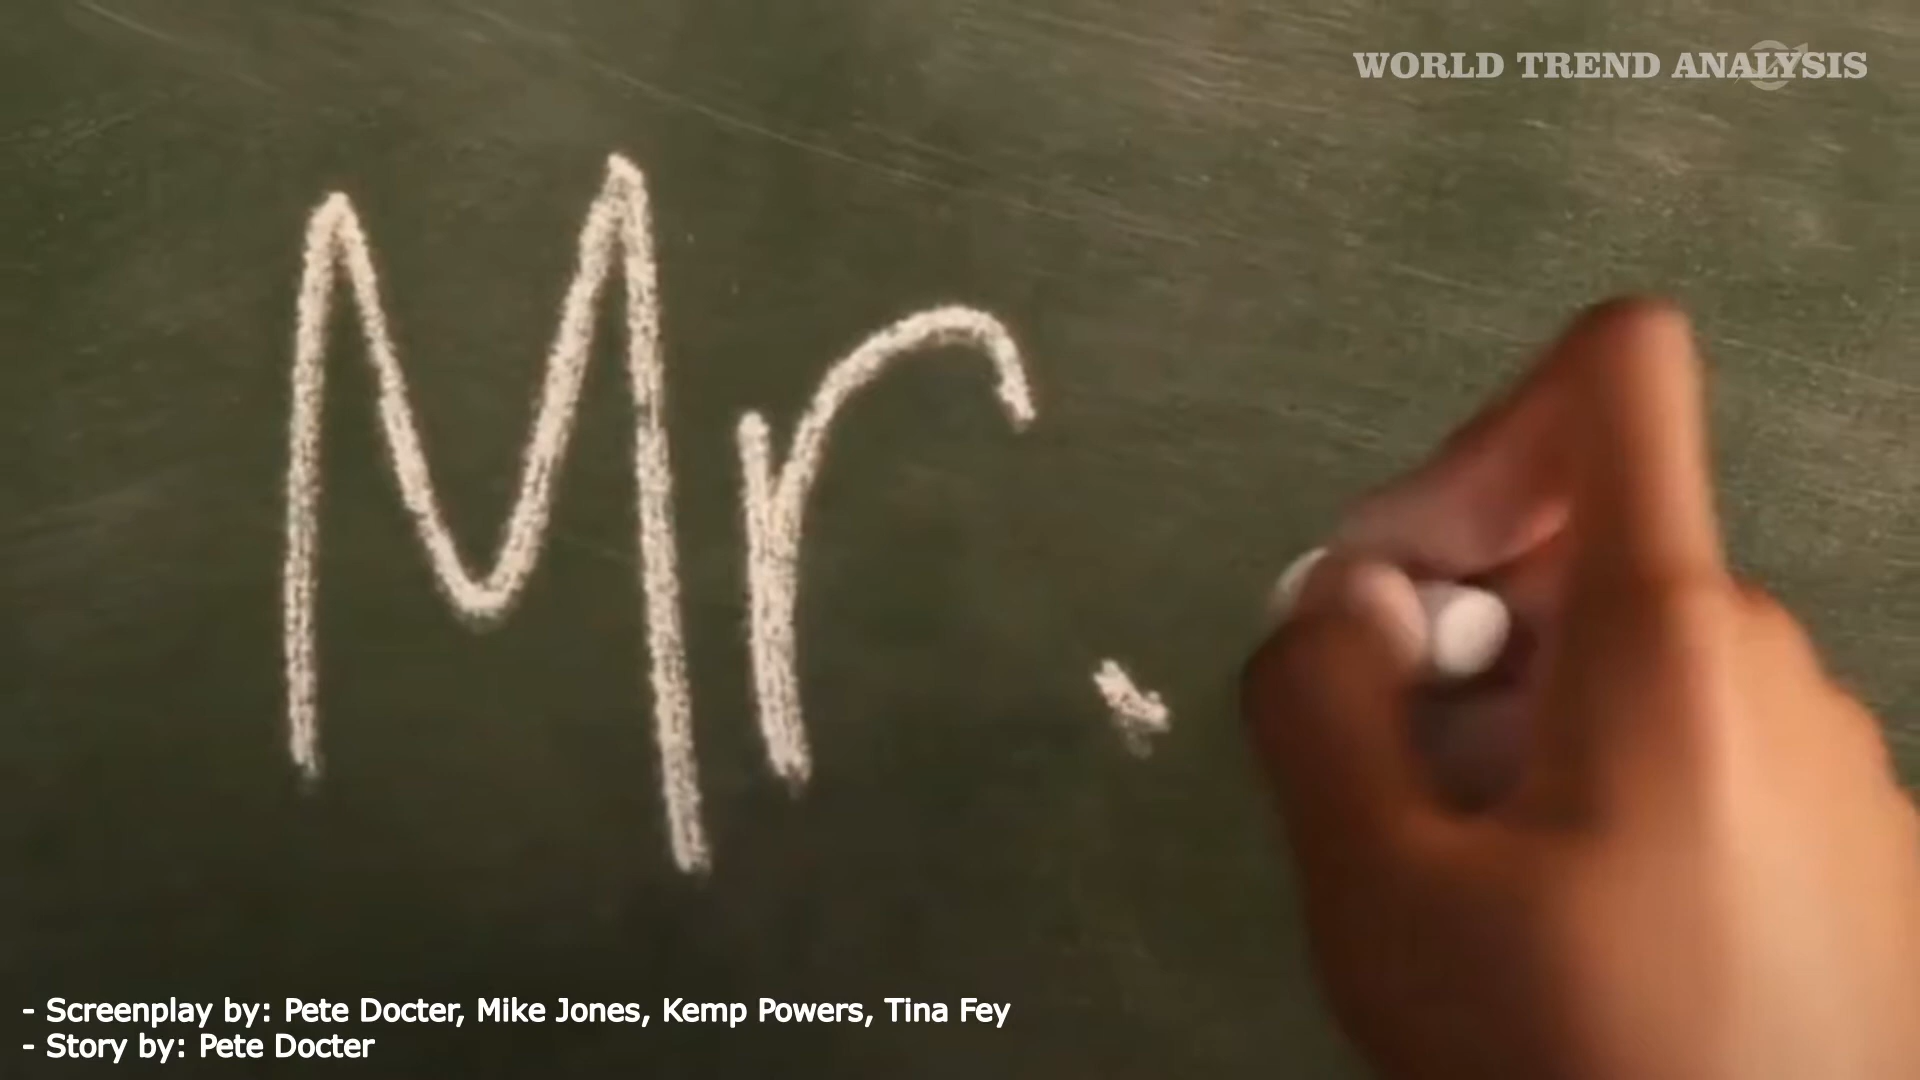 WORLD TREND ANALYSIS
Mr.
- Screenplay by: Pete Docter, Mike Jones, Kemp Powers, Tina Fey
- Story by: Pete Docter